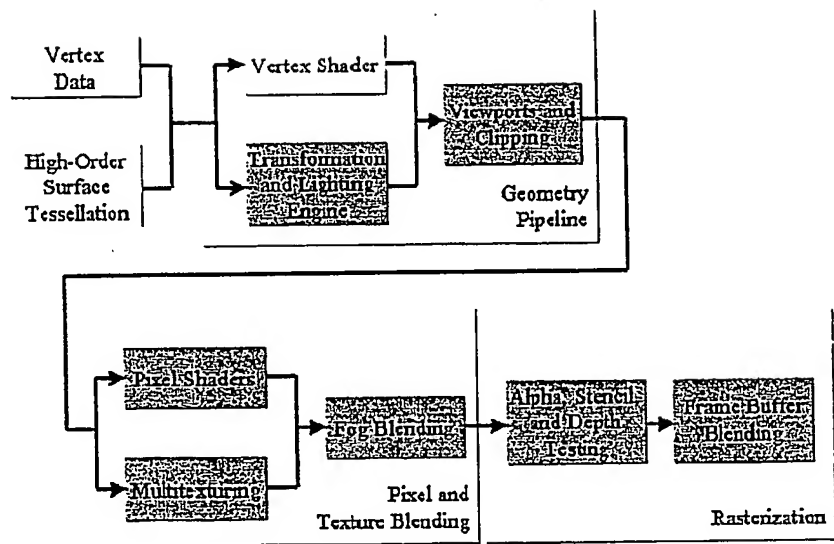 Vertex
Data
Vertex Shader
Viewports and
Clipping
High-Order
Surface
Tessellation
Transformation
and Lighting
Engine
Geometry
Pipeline
Pixel Shaders
Multitexturing
Fog Blending
Alpha, Stencil
and Depth
Testing
Frame Buffer
Blending
Pixel and
Texture Blending
Rasterization